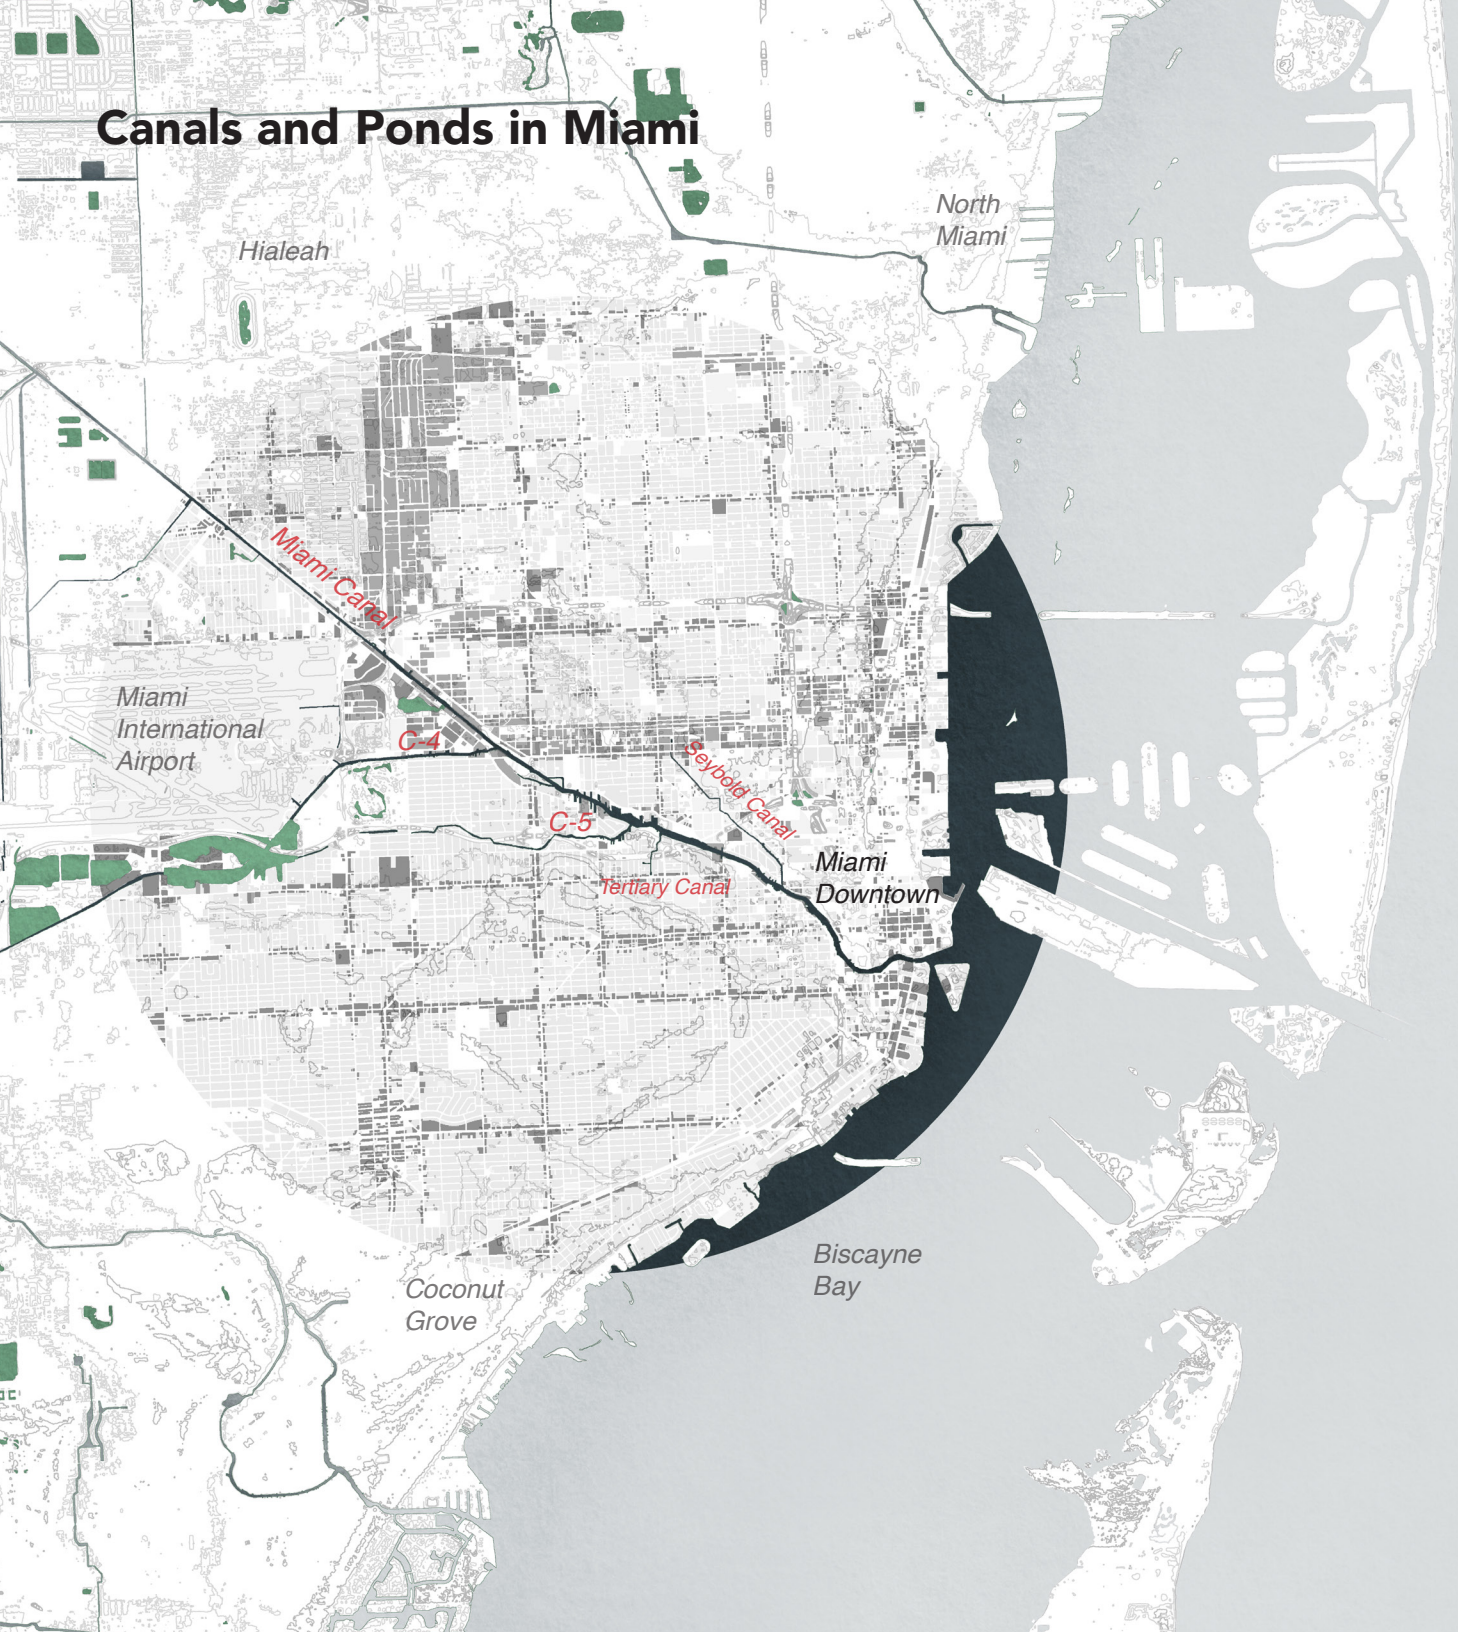 Canals and Ponds in Miami
North
Miami
Hialeah
Miami Canal
Miami
International
Airport
C-4
Seybold Canal
C-5
Miami
Downtown
Tertiary Canal
Biscayne
Bay
Coconut
Grove